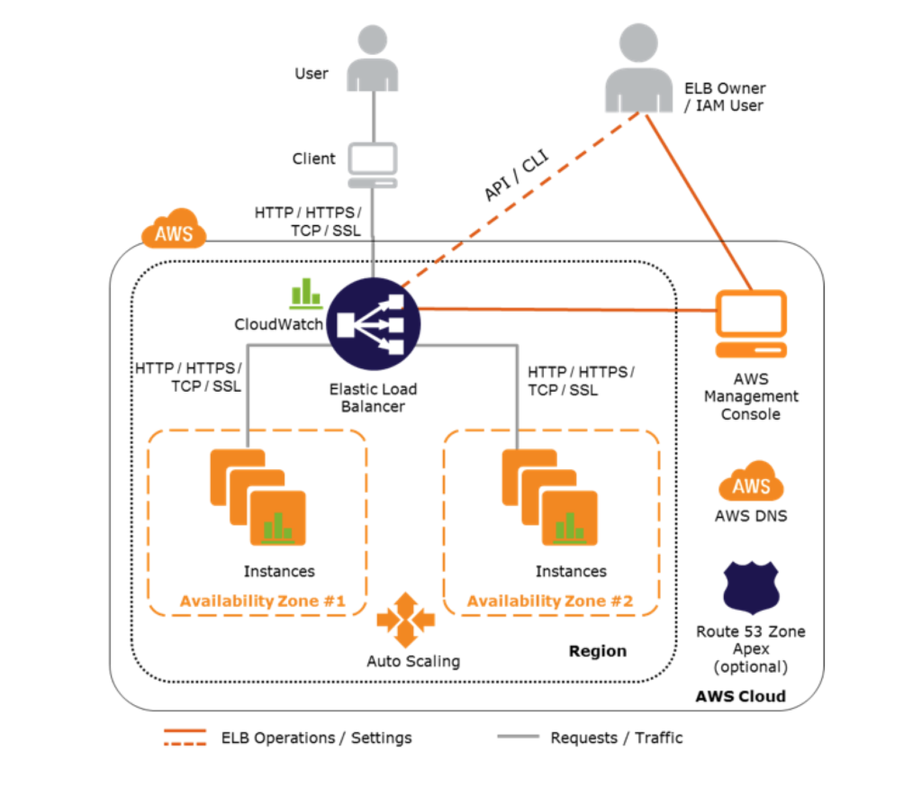 User
ELB Owner
/ IAM User
Client
API / CLI
HTTP / HTTPS /
TCP / SSL
AWS
CloudWatch
Elastic Load
Balancer
HTTP / HTTPS /
TCP / SSL
HTTP / HTTPS /
TCP / SSL
AWS
Management
Console
AWS
AWS DNS
Instances
Availability Zone #1
Instances
Availability Zone #2
Auto Scaling
Region
Route 53 Zone
Apex
(optional)
AWS Cloud
ELB Operations / Settings
Requests / Traffic